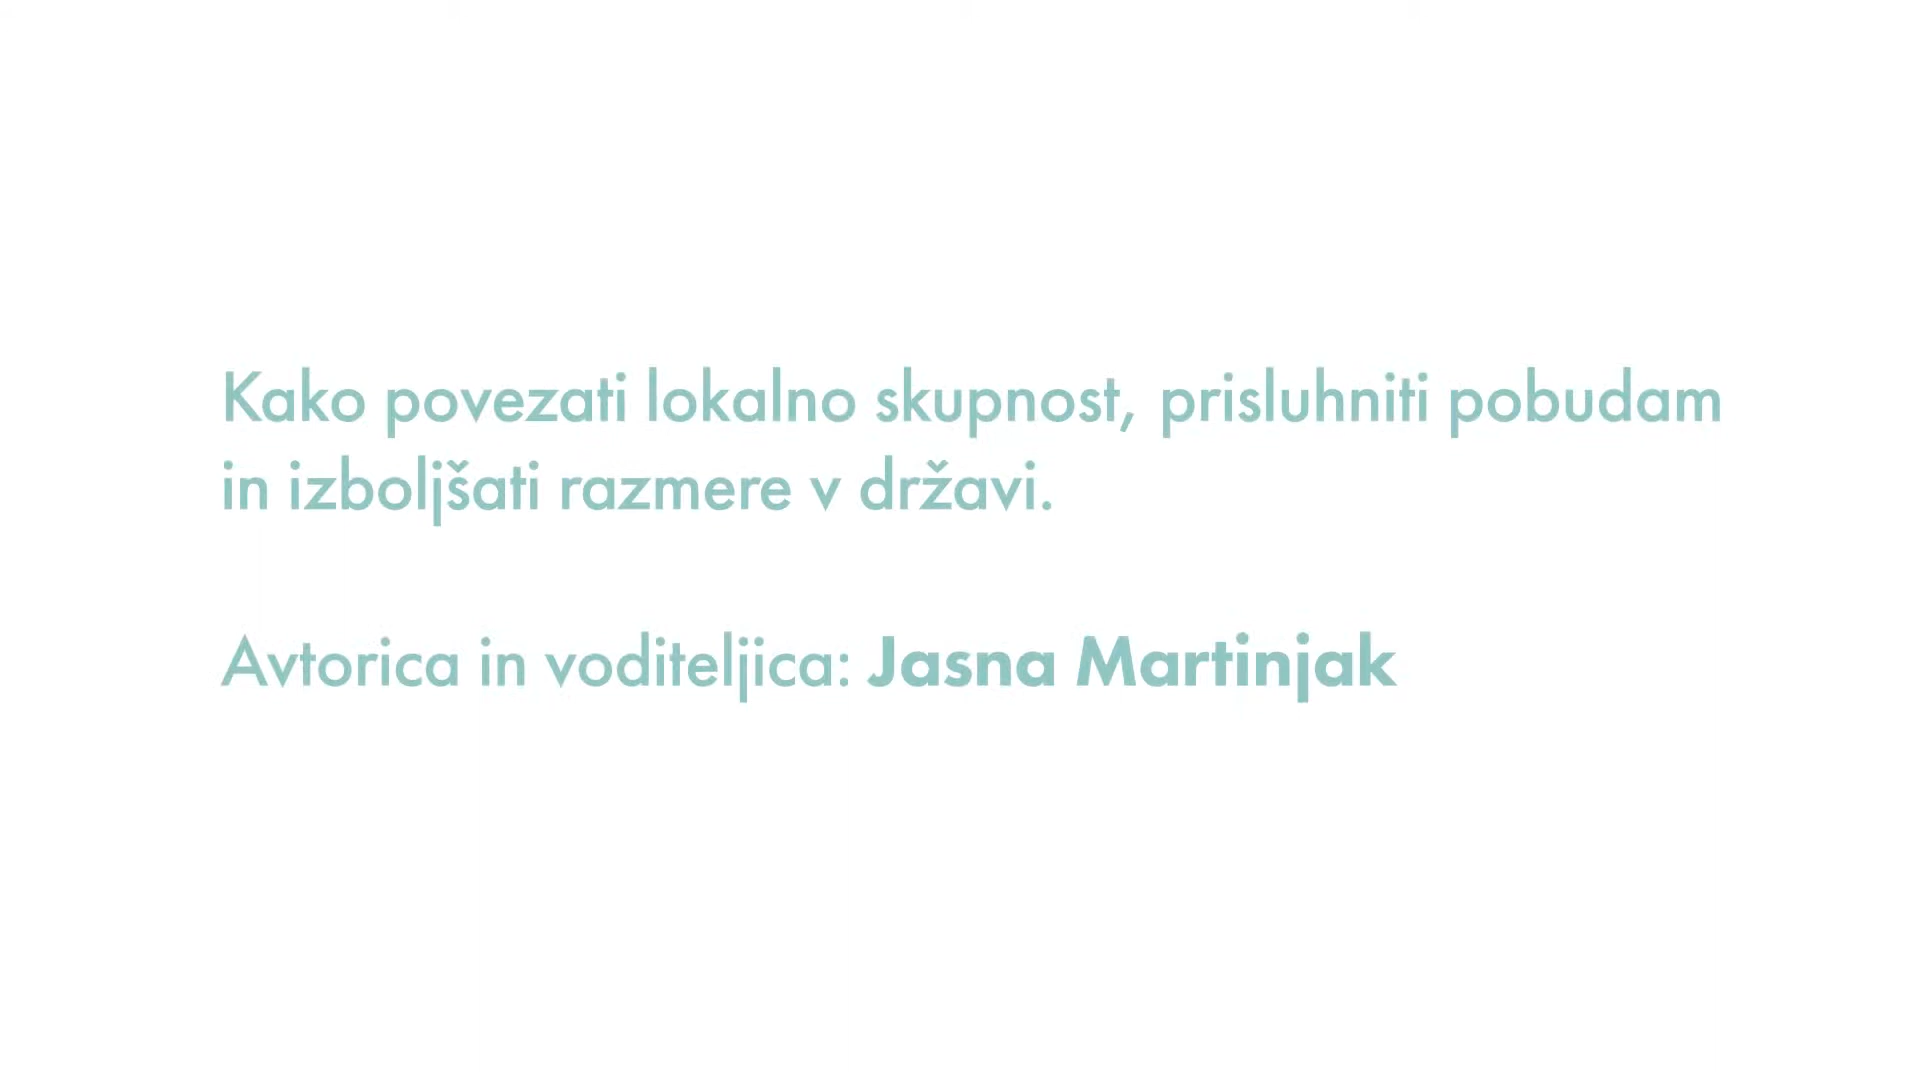 Kako povezati lokalno skupnost, prisluhniti pobudam
in izboljšati razmere v državi.
Avtorica in voditeljica: Jasna Martinjak